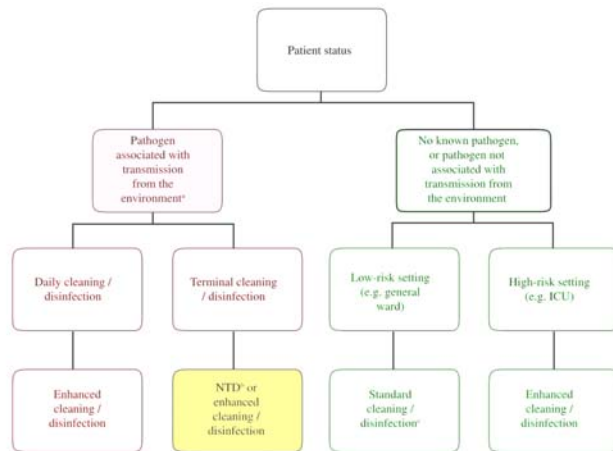 Patient status
Pathogen
associated with
transmission
from the
environmentᵃ
No known pathogen,
or pathogen not
associated with
transmission from
the environment
Daily cleaning /
disinfection
Terminal cleaning
/ disinfection
Low-risk setting
(e.g. general
ward)
High-risk setting
(e.g. ICU)
Enhanced
cleaning /
disinfection
NTDᵇ or
enhanced
cleaning /
disinfection
Standard
cleaning /
disinfectionᶜ
Enhanced
cleaning /
disinfection